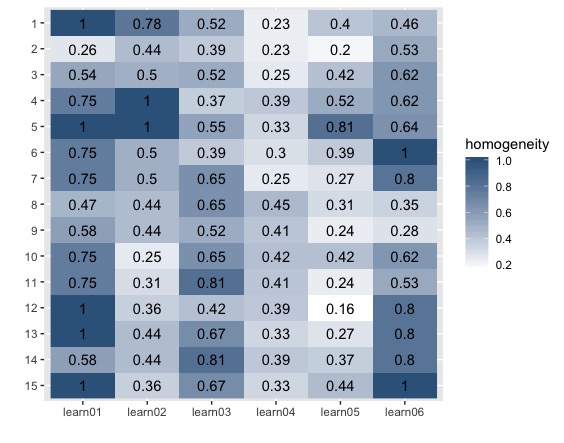 1 1 0.78 0.52 0.23 0.4 0.46
2 0.26 0.44 0.39 0.23 0.2 0.53
3 0.54 0.5 0.52 0.25 0.42 0.62
4 0.75 1 0.37 0.39 0.52 0.62
5 1 1 0.55 0.33 0.81 0.64
6 0.75 0.5 0.39 0.3 0.39 1
7 0.75 0.5 0.65 0.25 0.27 0.8
8 0.47 0.44 0.65 0.45 0.31 0.35
9 0.58 0.44 0.52 0.41 0.24 0.28
10 0.75 0.25 0.65 0.42 0.42 0.62
11 0.75 0.31 0.81 0.41 0.24 0.53
12 1 0.36 0.42 0.39 0.16 0.8
13 1 0.44 0.67 0.33 0.27 0.8
14 0.58 0.44 0.81 0.39 0.37 0.8
15 1 0.36 0.67 0.33 0.44 1
learn01 learn02 learn03 learn04 learn05 learn06
homogeneity
1.0
0.8
0.6
0.4
0.2